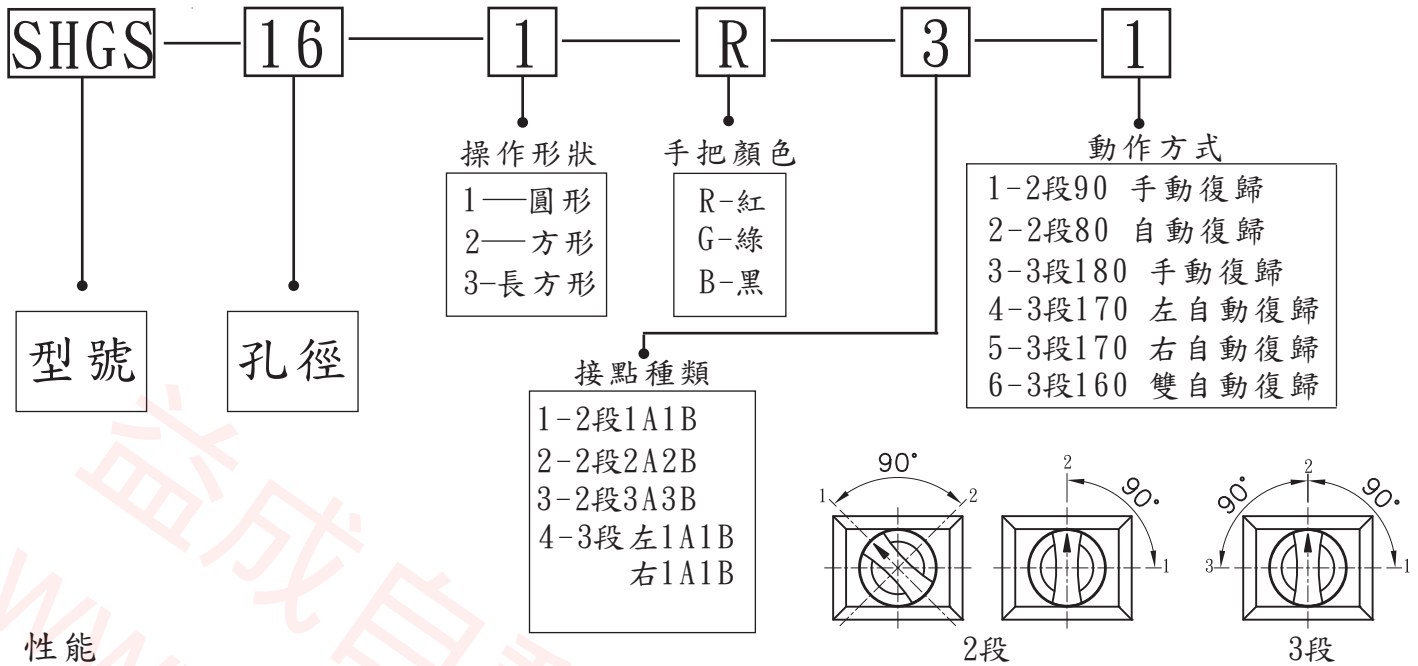 SHGS 16 1 R 3 1
操作形狀
1——圓形
2——方形
3-長方形
手把顏色
R-紅
G-綠
B-黑
動作方式
1-2段90 手動復歸
2-2段80 自動復歸
3-3段180 手動復歸
4-3段170 左自動復歸
5-3段170 右自動復歸
6-3段160 雙自動復歸
型號
孔徑
接點種類
1-2段1A1B
2-2段2A2B
3-2段3A3B
4-3段左1A1B
右1A1B
90°
1 2
2
90°
1
2
90° 90°
3 1
2段
3段
性能
益成自
WW